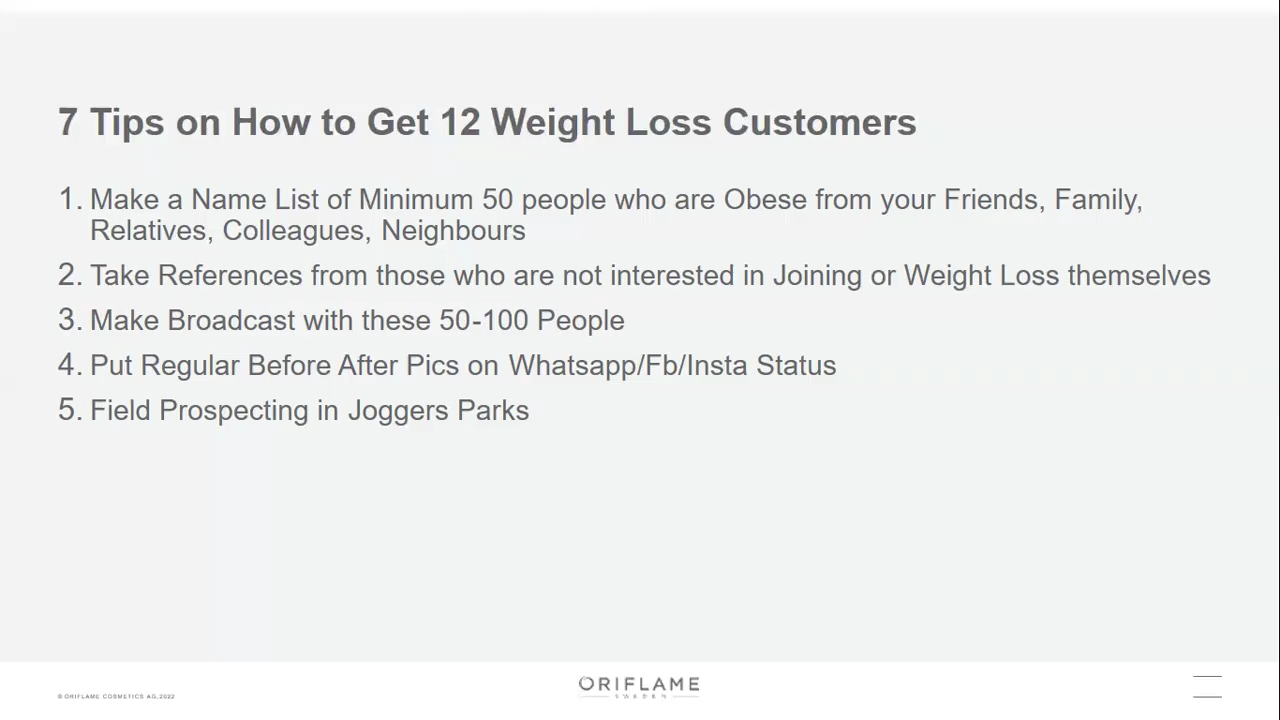 7 Tips on How to Get 12 Weight Loss Customers
1. Make a Name List of Minimum 50 people who are Obese from your Friends, Family,
Relatives, Colleagues, Neighbours
2. Take References from those who are not interested in Joining or Weight Loss themselves
3. Make Broadcast with these 50-100 People
4. Put Regular Before After Pics on Whatsapp/Fb/Insta Status
5. Field Prospecting in Joggers Parks
© ORIFLAME COSMETICS AG, 2022
ORIFLAME
SWEDEN